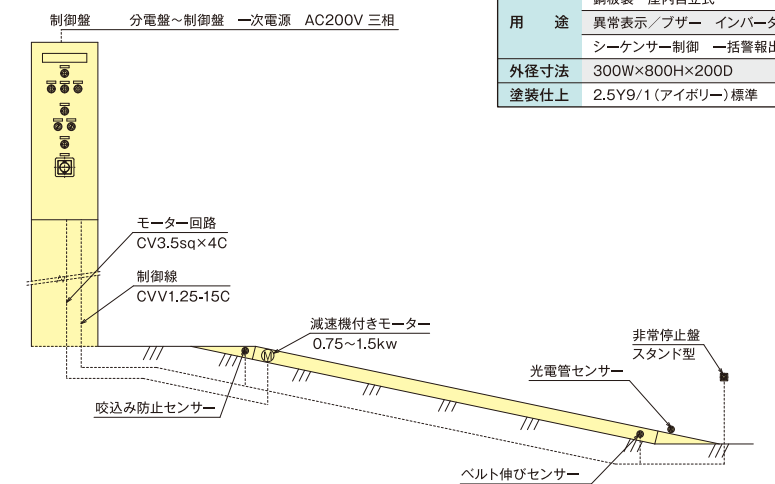 制御盤 分電盤〜制御盤 一次電源 AC200V 三相
用途
異常表示／ブザー インバータ
シーケンサー制御 一括警報出
外径寸法 300W×800H×200D
塗装仕上 2.5Y9/1(アイボリー)標準
モーター回路
CV3.5sq×4C
制御線
CVV1.25-15C
減速機付きモーター
0.75〜1.5kw
M
非常停止盤
スタンド型
光電管センサー
咬込み防止センサー
ベルト伸びセンサー